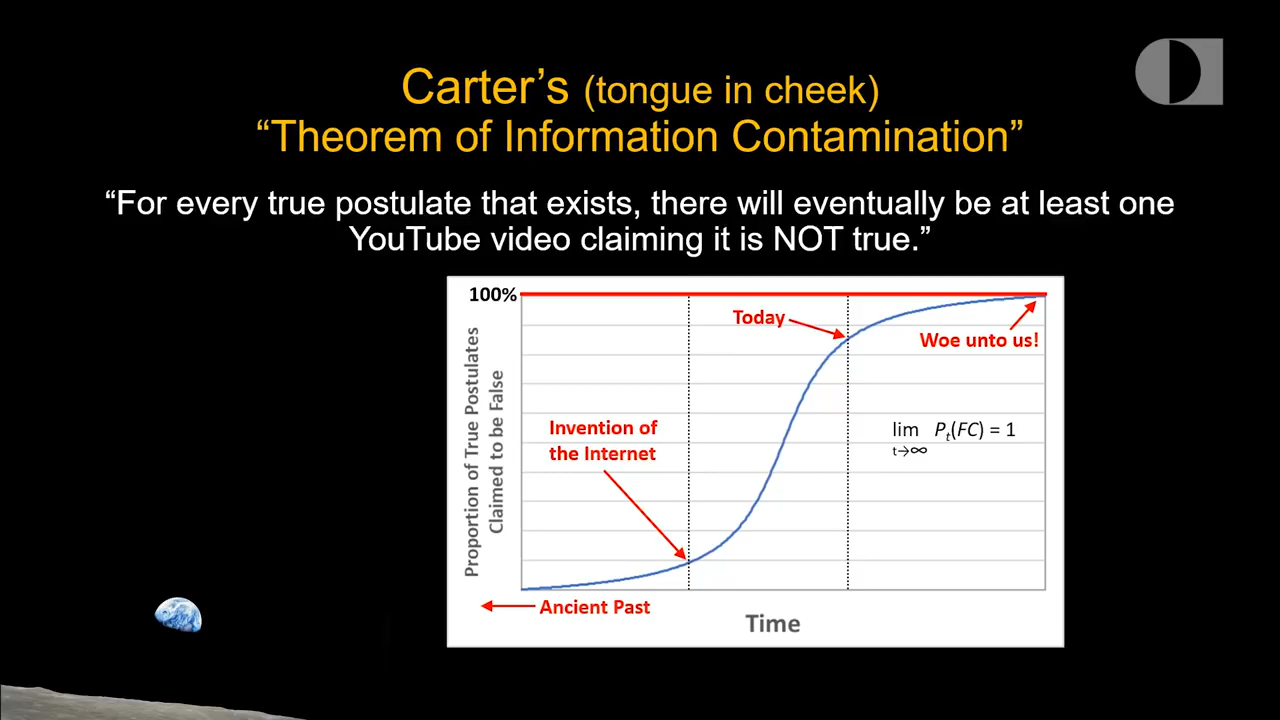 Carter’s (tongue in cheek)
“Theorem of Information Contamination”
“For every true postulate that exists, there will eventually be at least one
YouTube video claiming it is NOT true.”
100%
Proportion of True Postulates
Claimed to be False
Today
Woe unto us!
Invention of
the Internet
lim Pt(FC) = 1
t→∞
Ancient Past
Time